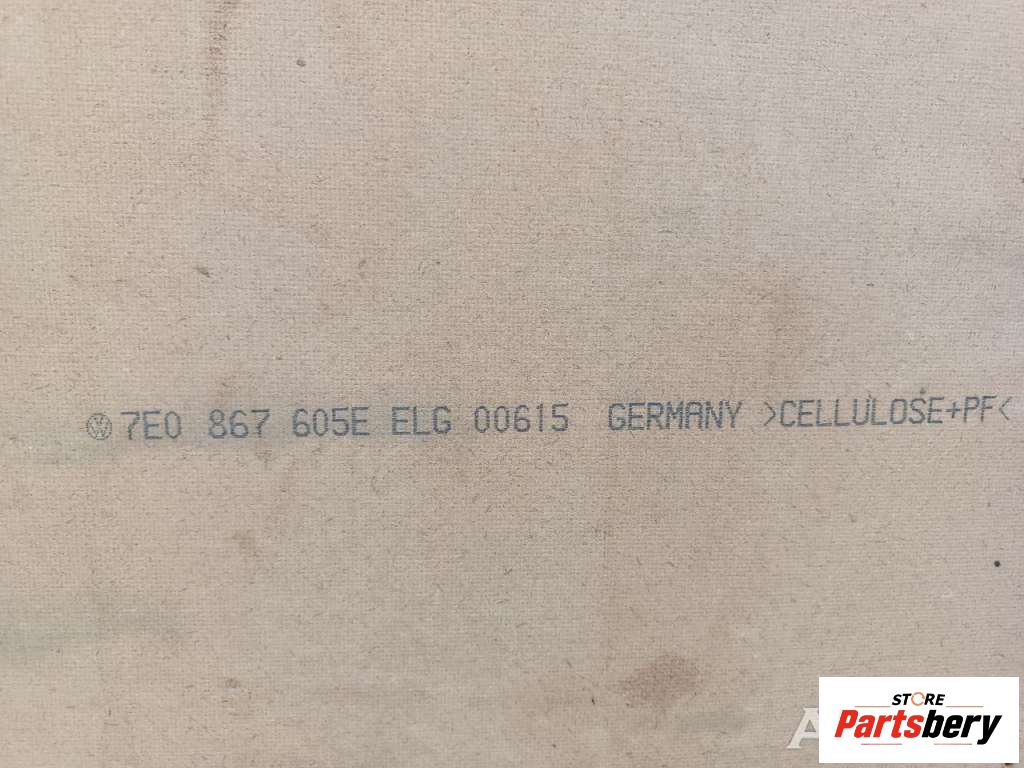 7E0 867 605E ELG 00615 GERMANY >CELLULOSE+PF<
STORE
Partsbery